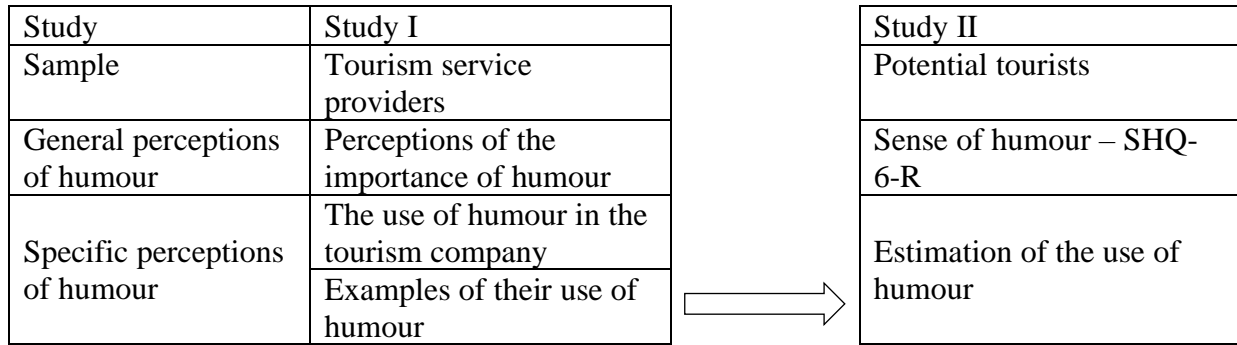 Study
Study I
Study II
Sample
Tourism service
providers
Potential tourists
General perceptions
of humour
Perceptions of the
importance of humour
Sense of humour – SHQ-
6-R
Specific perceptions
of humour
The use of humour in the
tourism company
Examples of their use of
humour
Estimation of the use of
humour